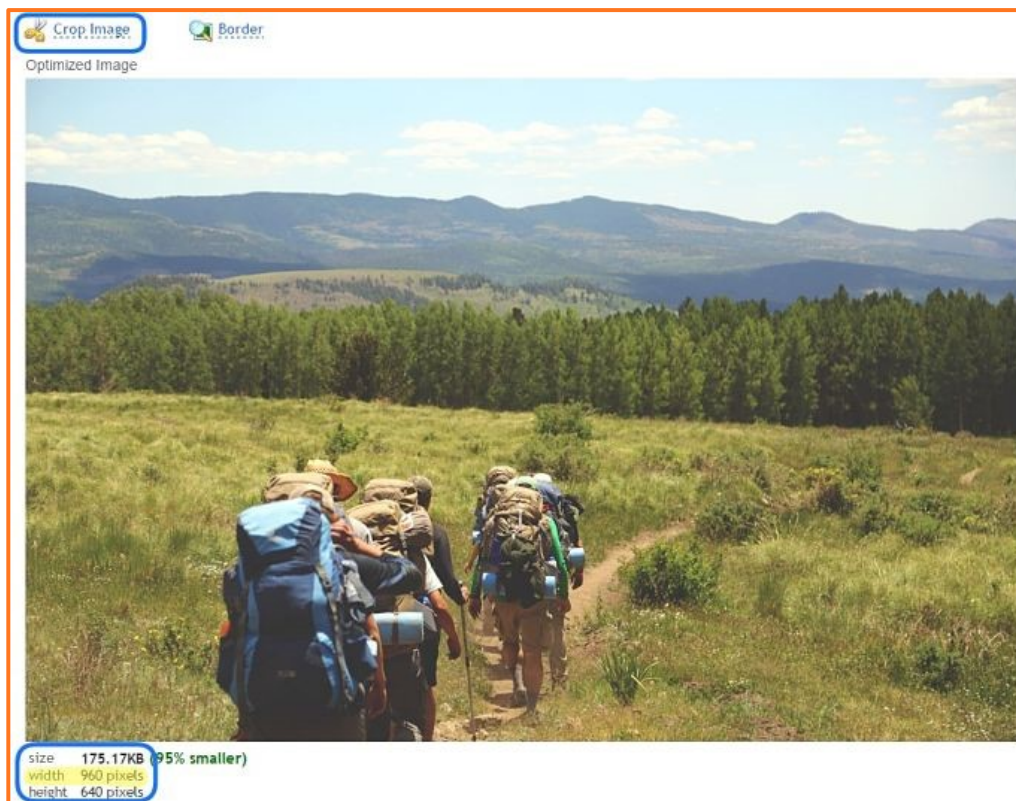 Crop Image Border
Optimized Image
size 175.17KB (95% smaller)
width 960 pixels
height 640 pixels